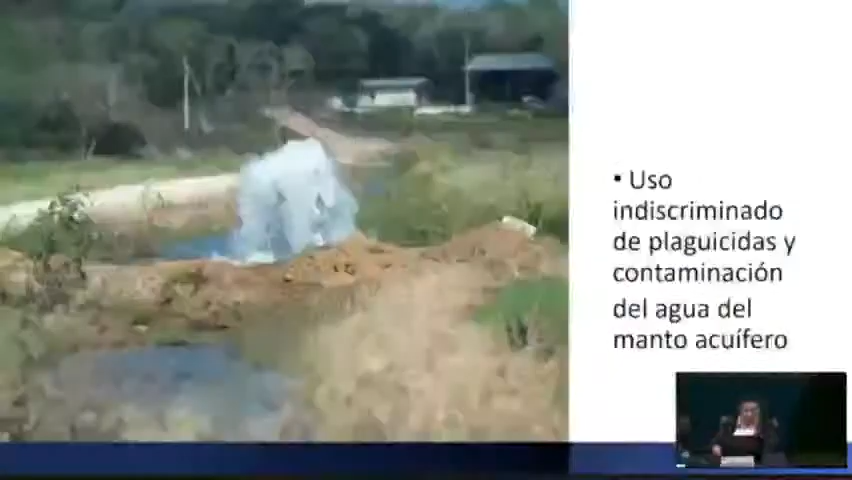 • Uso
indiscriminado
de plaguicidas y
contaminación
del agua del
manto acuífero